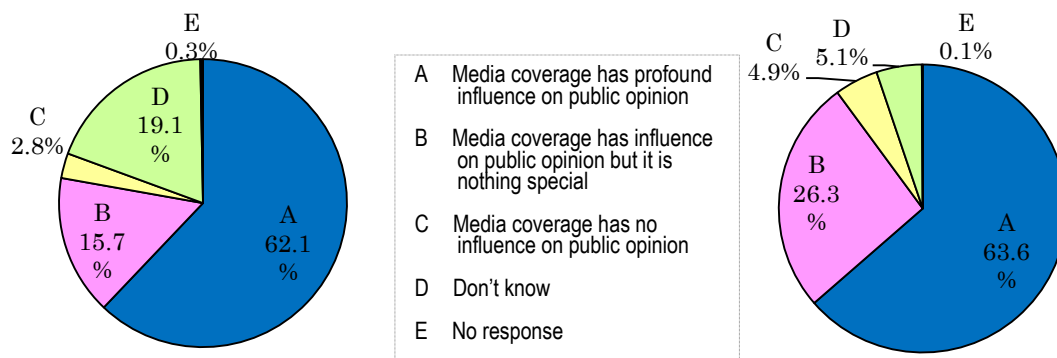 E
0.3%
D
19.1
%
C
2.8%
B
15.7
%
A
62.1
%
A Media coverage has profound
influence on public opinion
B Media coverage has influence
on public opinion but it is
nothing special
C Media coverage has no
influence on public opinion
D Don't know
E No response
E
0.1%
D
5.1%
C
4.9%
B
26.3
%
A
63.6
%